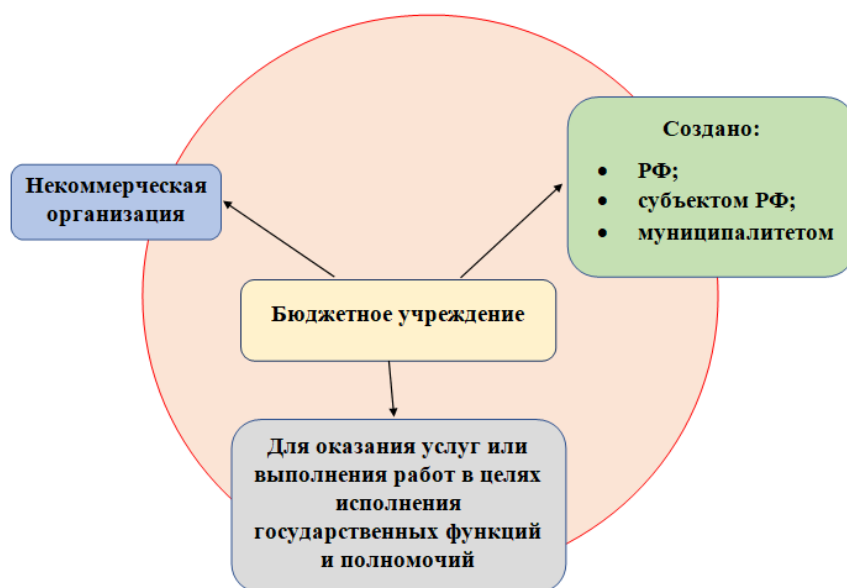 Некоммерческая
организация
Создано:
• РФ;
• субъектом РФ;
• муниципалитетом
Бюджетное учреждение
Для оказания услуг или
выполнения работ в целях
исполнения
государственных функций
и полномочий